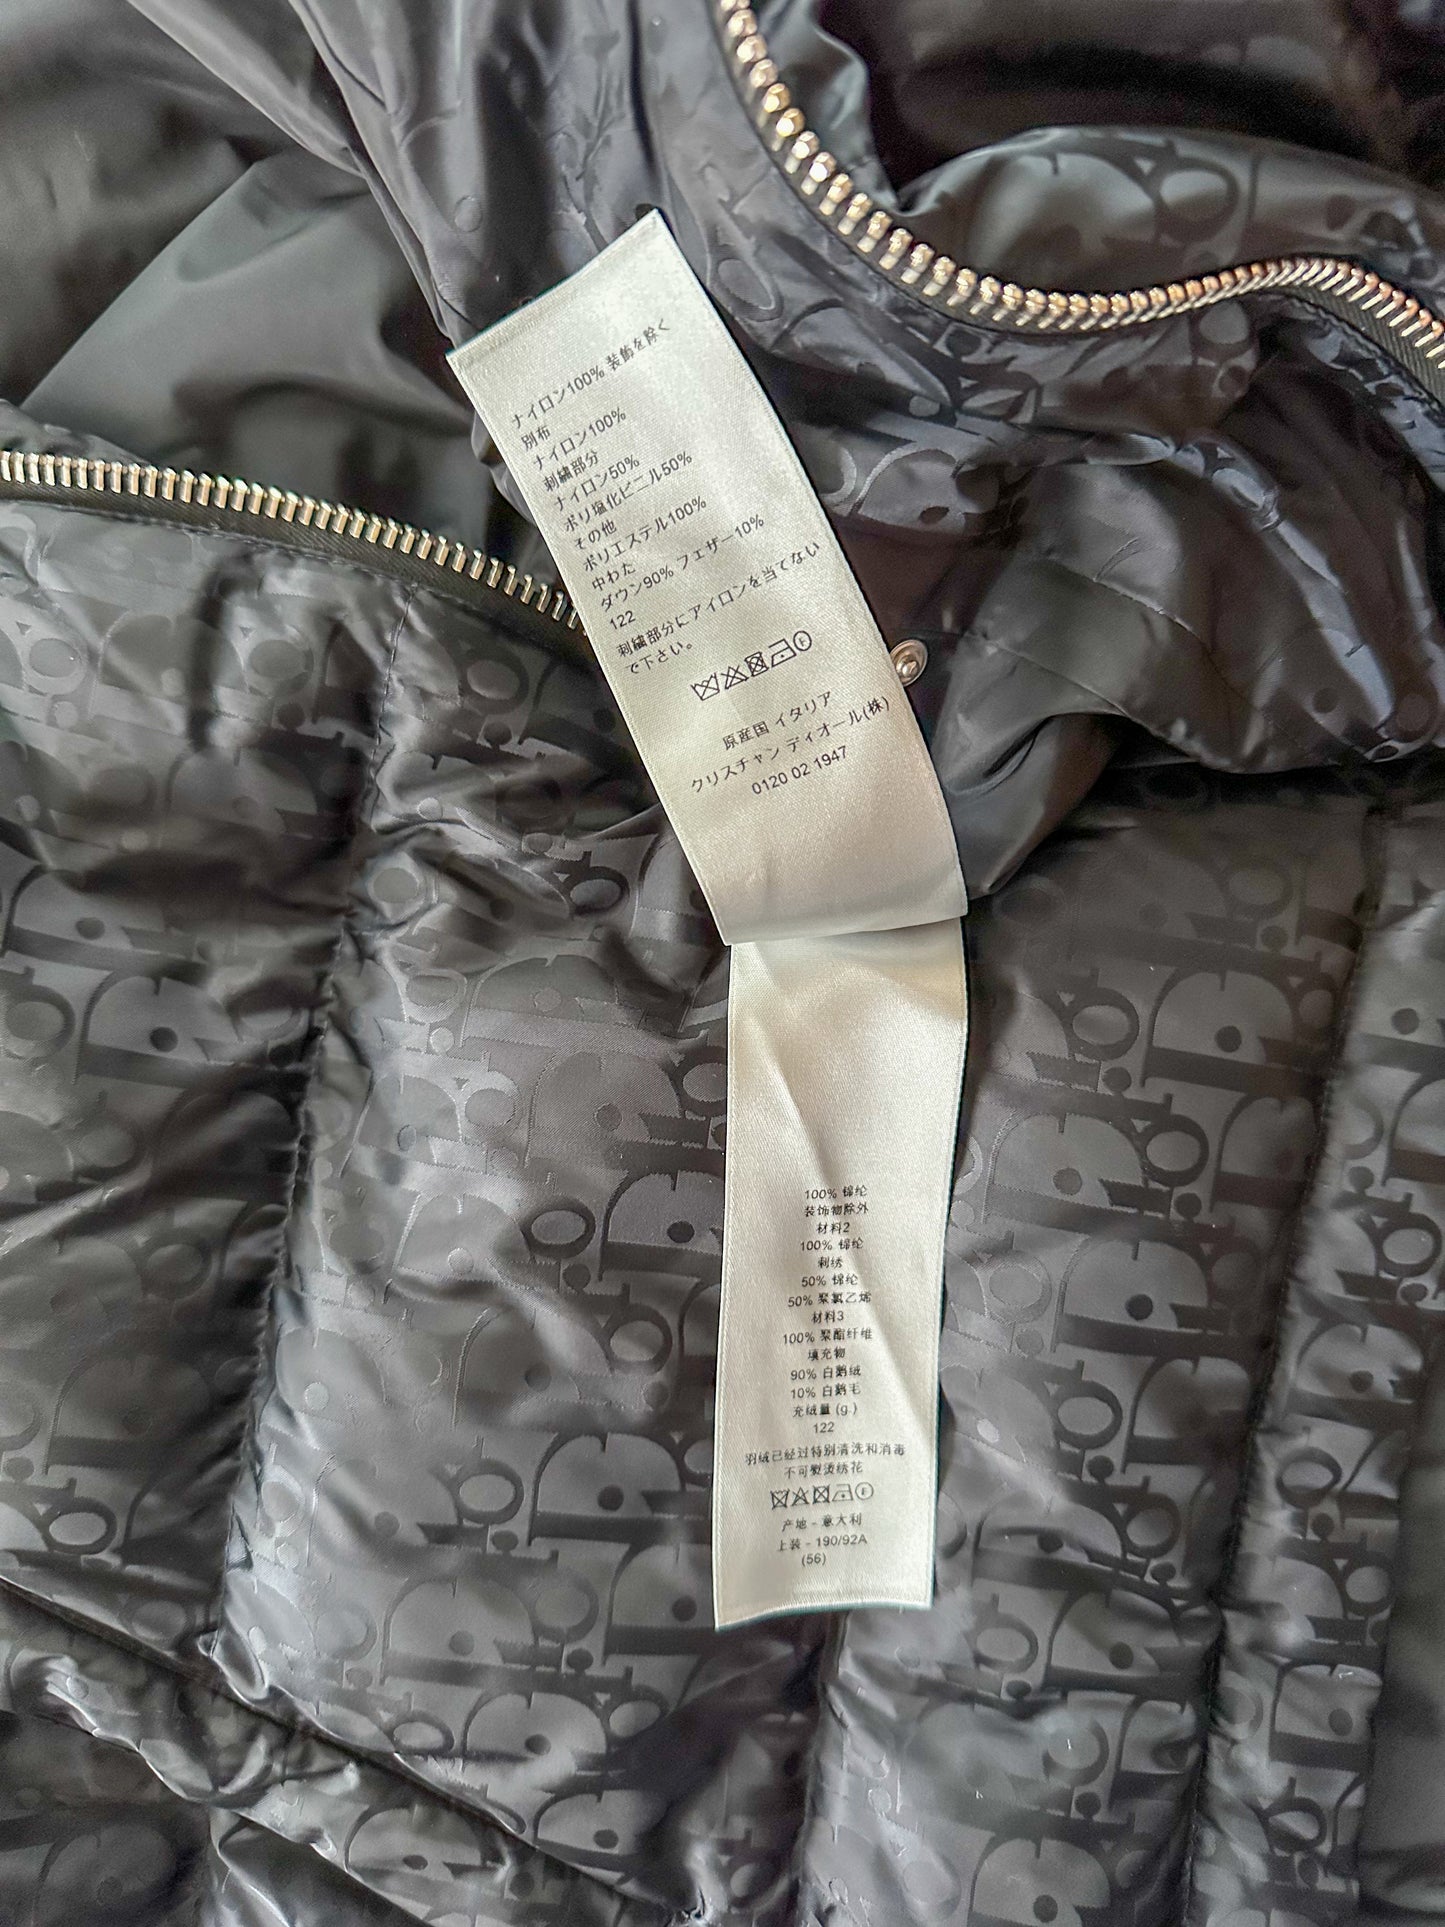 ナイロン100% 装飾を除く
別布
ナイロン100%
刺繍部分
ナイロン50%
ポリ塩化ビニル50%
その他
ポリエステル100%
中わた
ダウン90% フェザー10%
122
刺繍部分にアイロンを当てない
で下さい。
原産国 イタリア
クリスチャン ディオール(株)
0120 02 1947
100% 锦纶
装饰物除外
材料2
100% 锦纶
刺绣
50% 锦纶
50% 聚氯乙烯
材料3
100% 聚酯纤维
填充物
90% 白鹅绒
10% 白鹅毛
充绒量 (g.)
122
羽绒已经过特别清洗和消毒
不可熨烫绣花
产地 - 意大利
上装 - 190/92A
(56)
Dior